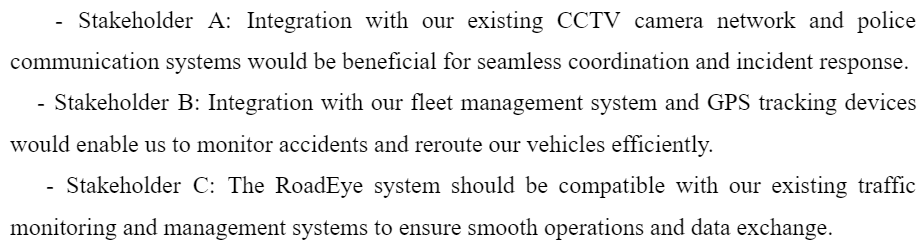 - Stakeholder A: Integration with our existing CCTV camera network and police
communication systems would be beneficial for seamless coordination and incident response.
- Stakeholder B: Integration with our fleet management system and GPS tracking devices
would enable us to monitor accidents and reroute our vehicles efficiently.
- Stakeholder C: The RoadEye system should be compatible with our existing traffic
monitoring and management systems to ensure smooth operations and data exchange.